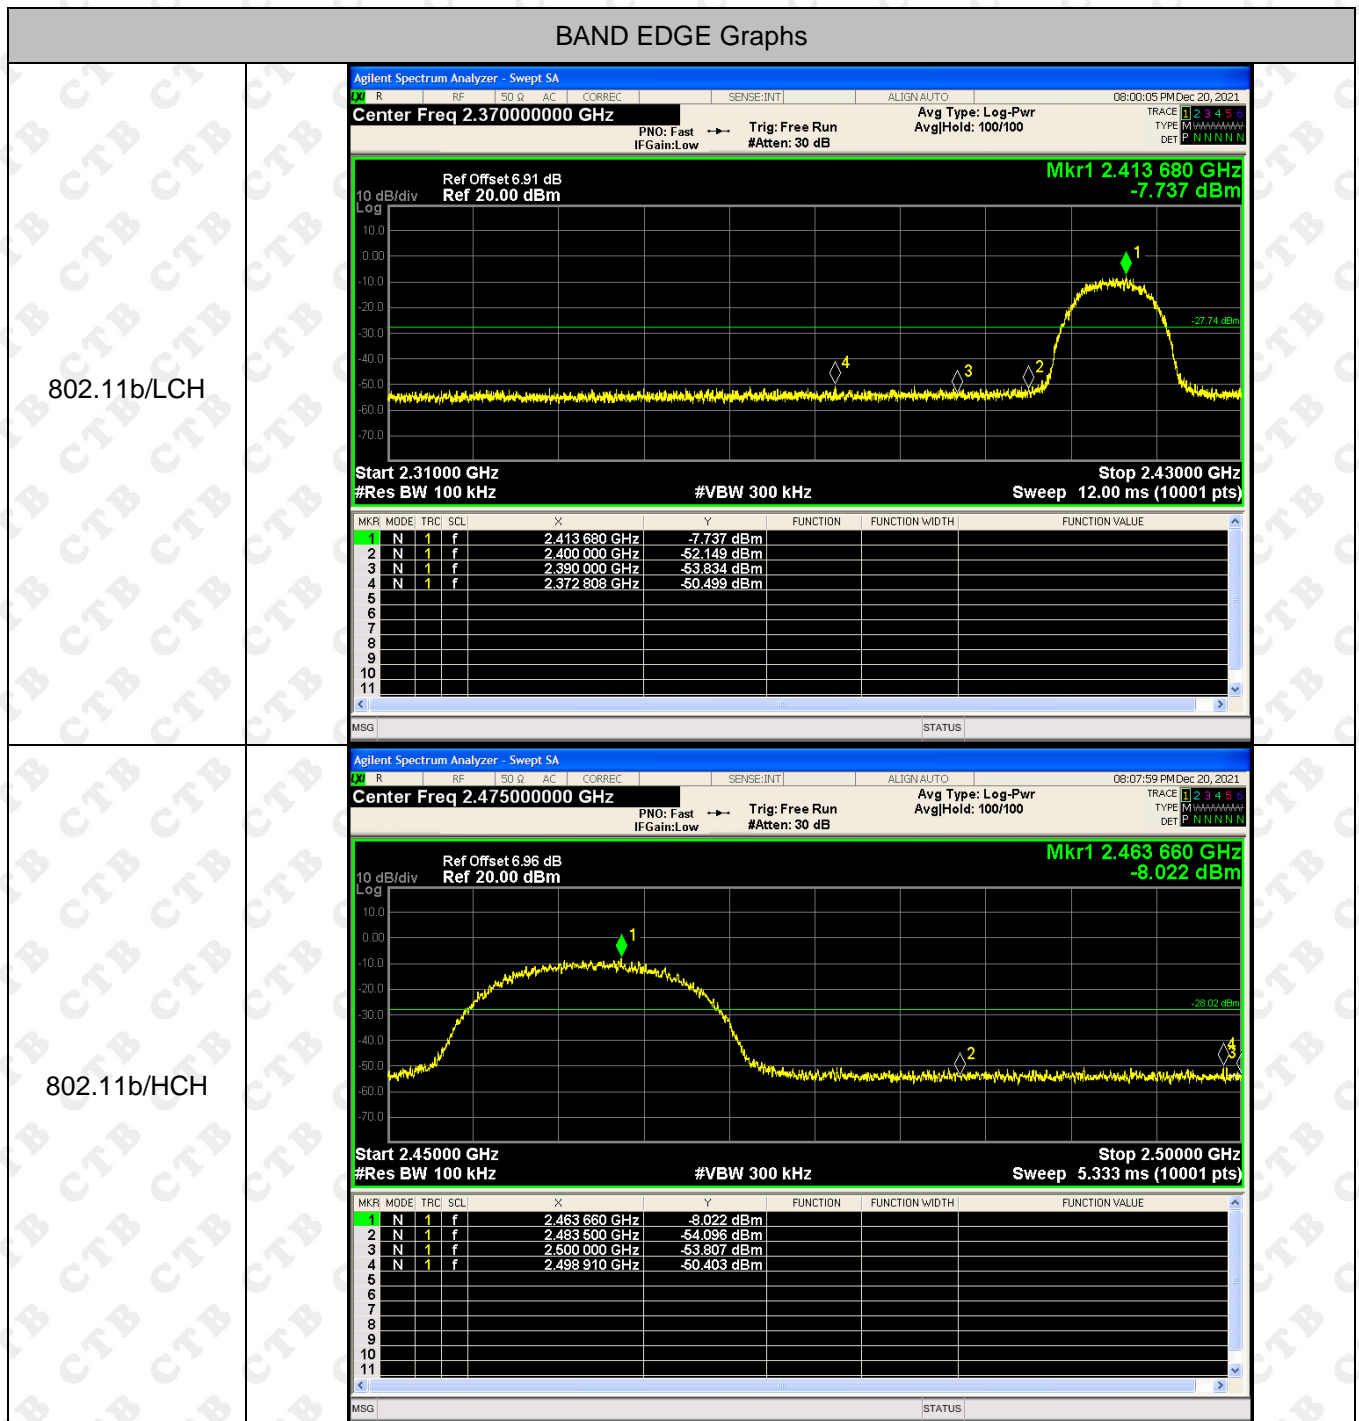 BAND EDGE Graphs
802.11b/LCH
Agilent Spectrum Analyzer - Swept SA
LXI R RF 50 Ω AC CORREC SENSE:INT ALIGN AUTO 08:00:05 PM Dec 20, 2021
Center Freq 2.370000000 GHz Avg Type: Log-Pwr TRACE 1 2 3 4 5 6
PNO: Fast Trig: Free Run Avg|Hold: 100/100 TYPE M WWWWW
IFGain:Low #Atten: 30 dB DET P N N N N N
Mkr1 2.413 680 GHz
Ref Offset 6.91 dB -7.737 dBm
10 dB/div Ref 20.00 dBm
Log
10.0
0.00
1
-10.0
-20.0
-27.74 dBm
-30.0
-40.0
4 3 2
-50.0
-60.0
-70.0
Start 2.31000 GHz Stop 2.43000 GHz
#Res BW 100 kHz #VBW 300 kHz Sweep 12.00 ms (10001 pts)
MKR MODE TRC SCL X Y FUNCTION FUNCTION WIDTH FUNCTION VALUE
1 N 1 f 2.413 680 GHz -7.737 dBm
2 N 1 f 2.400 000 GHz -52.149 dBm
3 N 1 f 2.390 000 GHz -53.834 dBm
4 N 1 f 2.372 808 GHz -50.499 dBm
5
6
7
8
9
10
11
MSG STATUS
802.11b/HCH
Agilent Spectrum Analyzer - Swept SA
LXI R RF 50 Ω AC CORREC SENSE:INT ALIGN AUTO 08:07:59 PM Dec 20, 2021
Center Freq 2.475000000 GHz Avg Type: Log-Pwr TRACE 1 2 3 4 5 6
PNO: Fast Trig: Free Run Avg|Hold: 100/100 TYPE M WWWWW
IFGain:Low #Atten: 30 dB DET P N N N N N
Mkr1 2.463 660 GHz
Ref Offset 6.96 dB -8.022 dBm
10 dB/div Ref 20.00 dBm
Log
10.0
0.00
1
-10.0
-20.0
-28.02 dBm
-30.0
-40.0
2 4 3
-50.0
-60.0
-70.0
Start 2.45000 GHz Stop 2.50000 GHz
#Res BW 100 kHz #VBW 300 kHz Sweep 5.333 ms (10001 pts)
MKR MODE TRC SCL X Y FUNCTION FUNCTION WIDTH FUNCTION VALUE
1 N 1 f 2.463 660 GHz -8.022 dBm
2 N 1 f 2.483 500 GHz -54.096 dBm
3 N 1 f 2.500 000 GHz -53.807 dBm
4 N 1 f 2.498 910 GHz -50.403 dBm
5
6
7
8
9
10
11
MSG STATUS